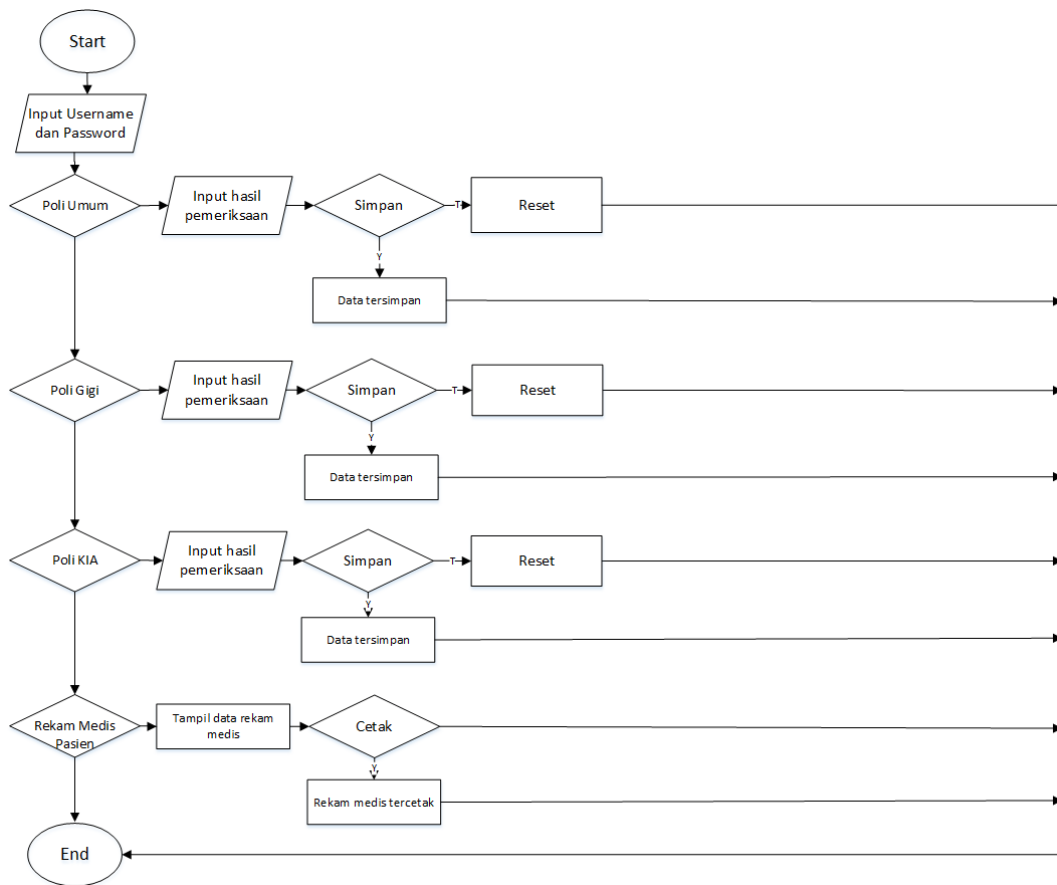 Start
Input Username
dan Password
Poli Umum
Input hasil
pemeriksaan
Simpan
T
Reset
Y
Data tersimpan
Poli Gigi
Input hasil
pemeriksaan
Simpan
T
Reset
Y
Data tersimpan
Poli KIA
Input hasil
pemeriksaan
Simpan
T
Reset
Y
Data tersimpan
Rekam Medis
Pasien
Tampil data rekam
medis
Cetak
Y
Rekam medis tercetak
End